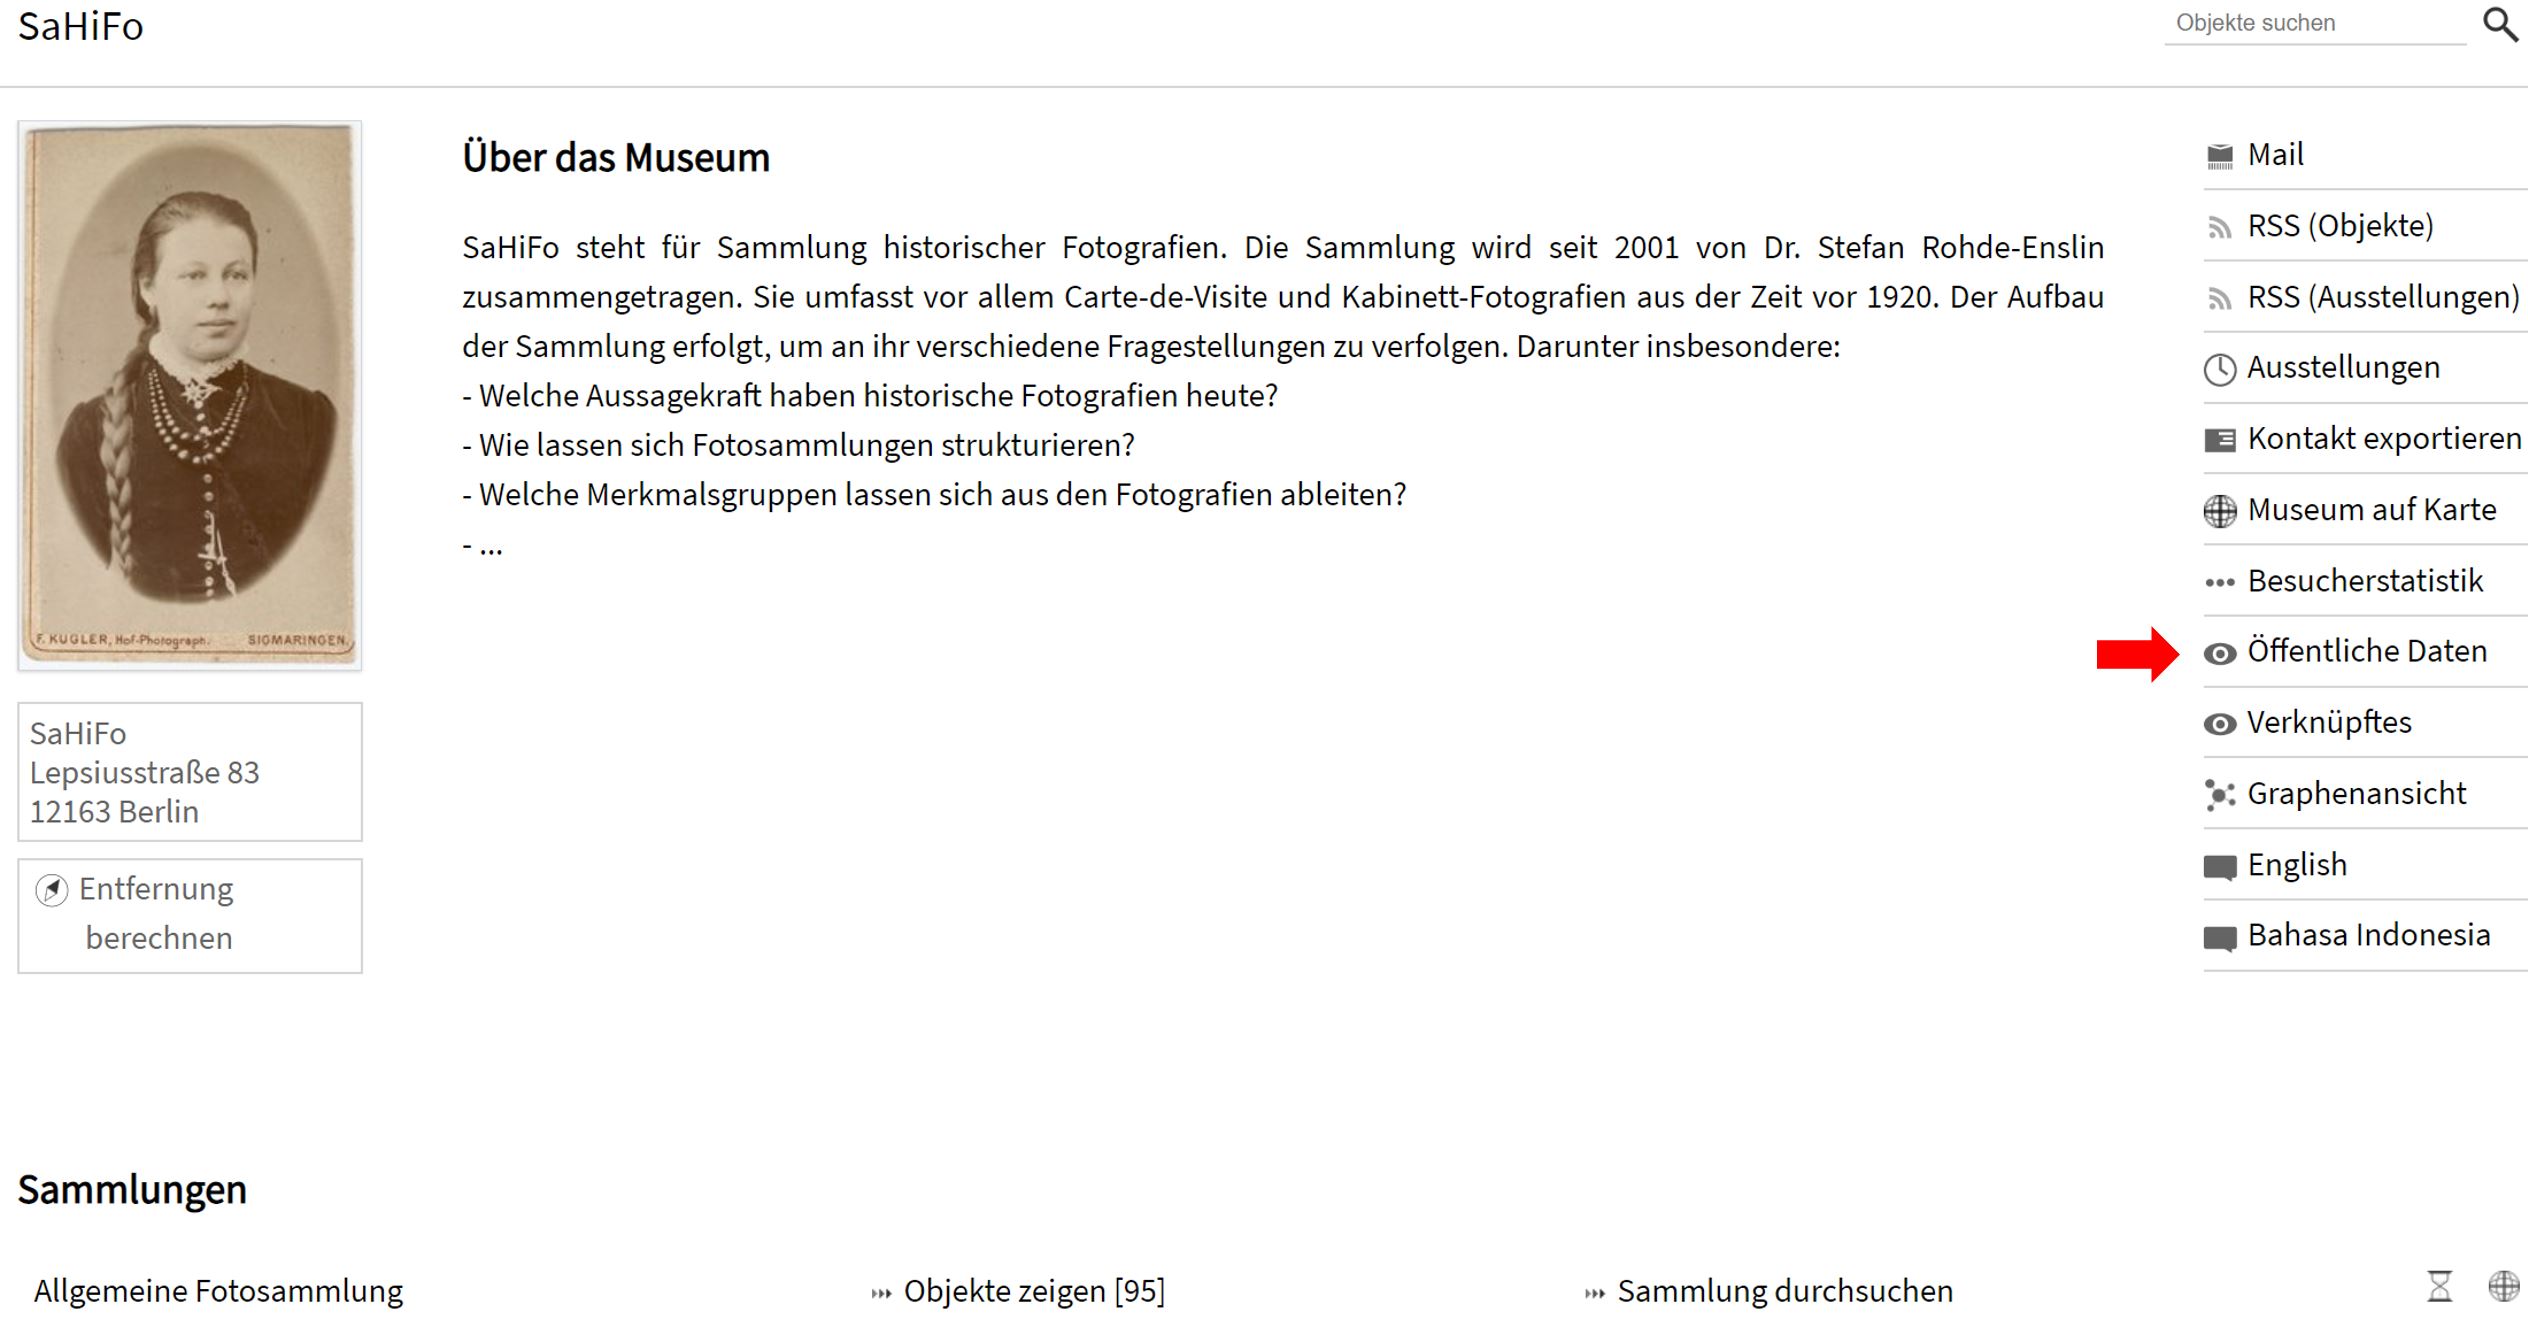 SaHiFo
Objekte suchen
F. KUGLER, Hof-Photograph. SIGMARINGEN.
SaHiFo
Lepsiusstraße 83
12163 Berlin
Entfernung
berechnen
Über das Museum
SaHiFo steht für Sammlung historischer Fotografien. Die Sammlung wird seit 2001 von Dr. Stefan Rohde-Enslin
zusammengetragen. Sie umfasst vor allem Carte-de-Visite und Kabinett-Fotografien aus der Zeit vor 1920. Der Aufbau
der Sammlung erfolgt, um an ihr verschiedene Fragestellungen zu verfolgen. Darunter insbesondere:
- Welche Aussagekraft haben historische Fotografien heute?
- Wie lassen sich Fotosammlungen strukturieren?
- Welche Merkmalsgruppen lassen sich aus den Fotografien ableiten?
- ...
Mail
RSS (Objekte)
RSS (Ausstellungen)
Ausstellungen
Kontakt exportieren
Museum auf Karte
Besucherstatistik
Öffentliche Daten
Verknüpftes
Graphenansicht
English
Bahasa Indonesia
Sammlungen
Allgemeine Fotosammlung
Objekte zeigen [95]
Sammlung durchsuchen